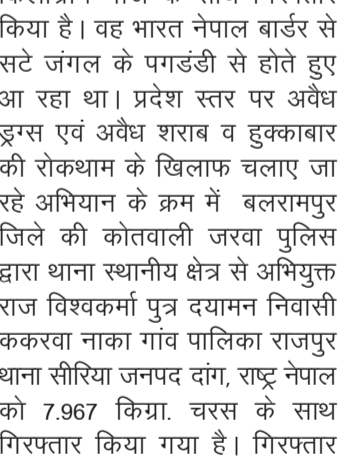 किया है। वह भारत नेपाल बार्डर से
सटे जंगल के पगडंडी से होते हुए
आ रहा था। प्रदेश स्तर पर अवैध
ड्रग्स एवं अवैध शराब व हुक्काबार
की रोकथाम के खिलाफ चलाए जा
रहे अभियान के क्रम में बलरामपुर
जिले की कोतवाली जरवा पुलिस
द्वारा थाना स्थानीय क्षेत्र से अभियुक्त
राज विश्वकर्मा पुत्र दयामन निवासी
ककरवा नाका गांव पालिका राजपुर
थाना सीरिया जनपद दांग, राष्ट्र नेपाल
को 7.967 किग्रा. चरस के साथ
गिरफ्तार किया गया है। गिरफ्तार